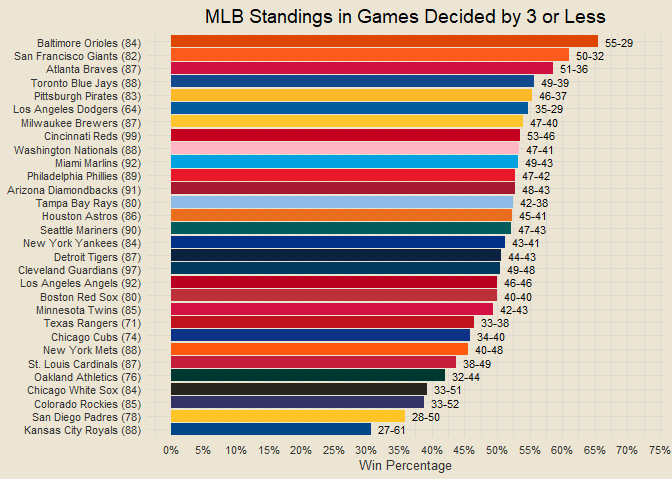 MLB Standings in Games Decided by 3 or Less
Baltimore Orioles (84) 55-29
San Francisco Giants (82) 50-32
Atlanta Braves (87) 51-36
Toronto Blue Jays (88) 49-39
Pittsburgh Pirates (83) 46-37
Los Angeles Dodgers (64) 35-29
Milwaukee Brewers (87) 47-40
Cincinnati Reds (99) 53-46
Washington Nationals (88) 47-41
Miami Marlins (92) 49-43
Philadelphia Phillies (89) 47-42
Arizona Diamondbacks (91) 48-43
Tampa Bay Rays (80) 42-38
Houston Astros (86) 45-41
Seattle Mariners (90) 47-43
New York Yankees (84) 43-41
Detroit Tigers (87) 44-43
Cleveland Guardians (97) 49-48
Los Angeles Angels (92) 46-46
Boston Red Sox (80) 40-40
Minnesota Twins (85) 42-43
Texas Rangers (71) 33-38
Chicago Cubs (74) 34-40
New York Mets (88) 40-48
St. Louis Cardinals (87) 38-49
Oakland Athletics (76) 32-44
Chicago White Sox (84) 33-51
Colorado Rockies (85) 33-52
San Diego Padres (78) 28-50
Kansas City Royals (88) 27-61
0% 5% 10% 15% 20% 25% 30% 35% 40% 45% 50% 55% 60% 65% 70% 75%
Win Percentage